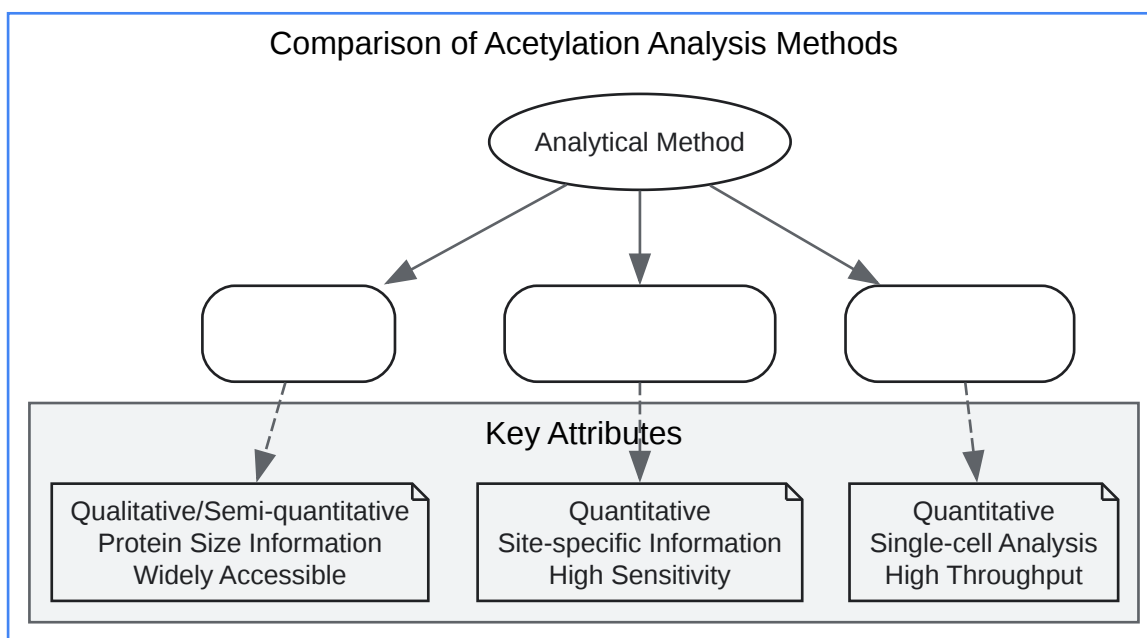 Comparison of Acetylation Analysis Methods
Analytical Method
Key Attributes
Qualitative/Semi-quantitative
Protein Size Information
Widely Accessible
Quantitative
Site-specific Information
High Sensitivity
Quantitative
Single-cell Analysis
High Throughput